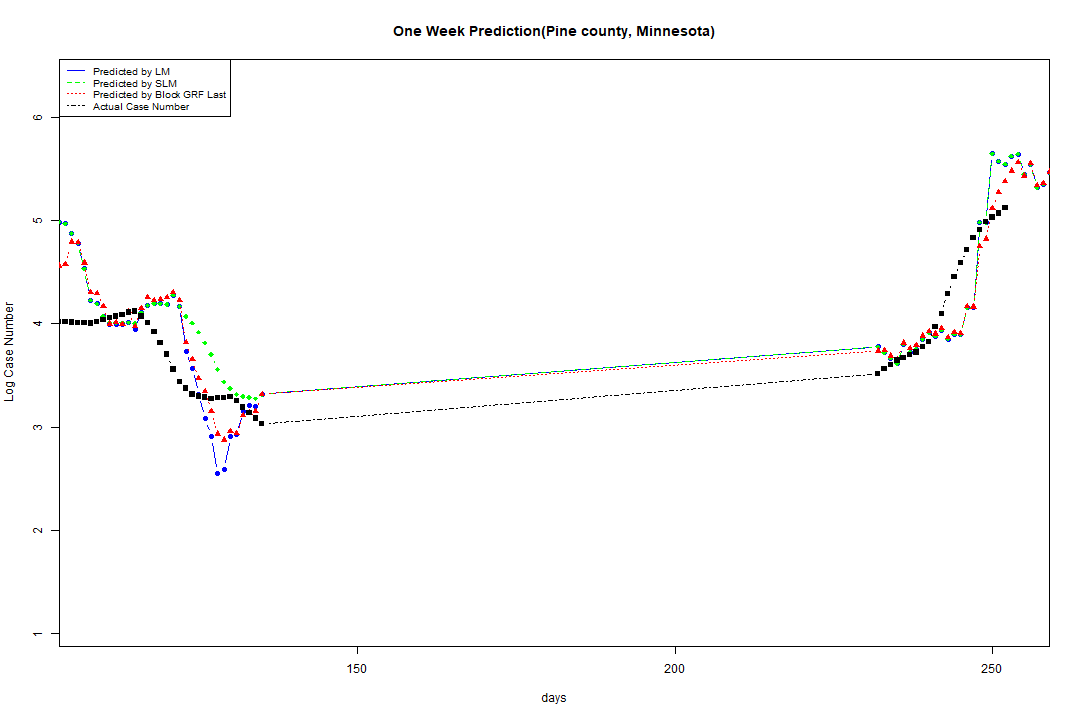 One Week Prediction(Pine county, Minnesota)
Predicted by LM
Predicted by SLM
Predicted by Block GRF Last
Actual Case Number
Log Case Number
6
5
4
3
2
1
150
200
250
days